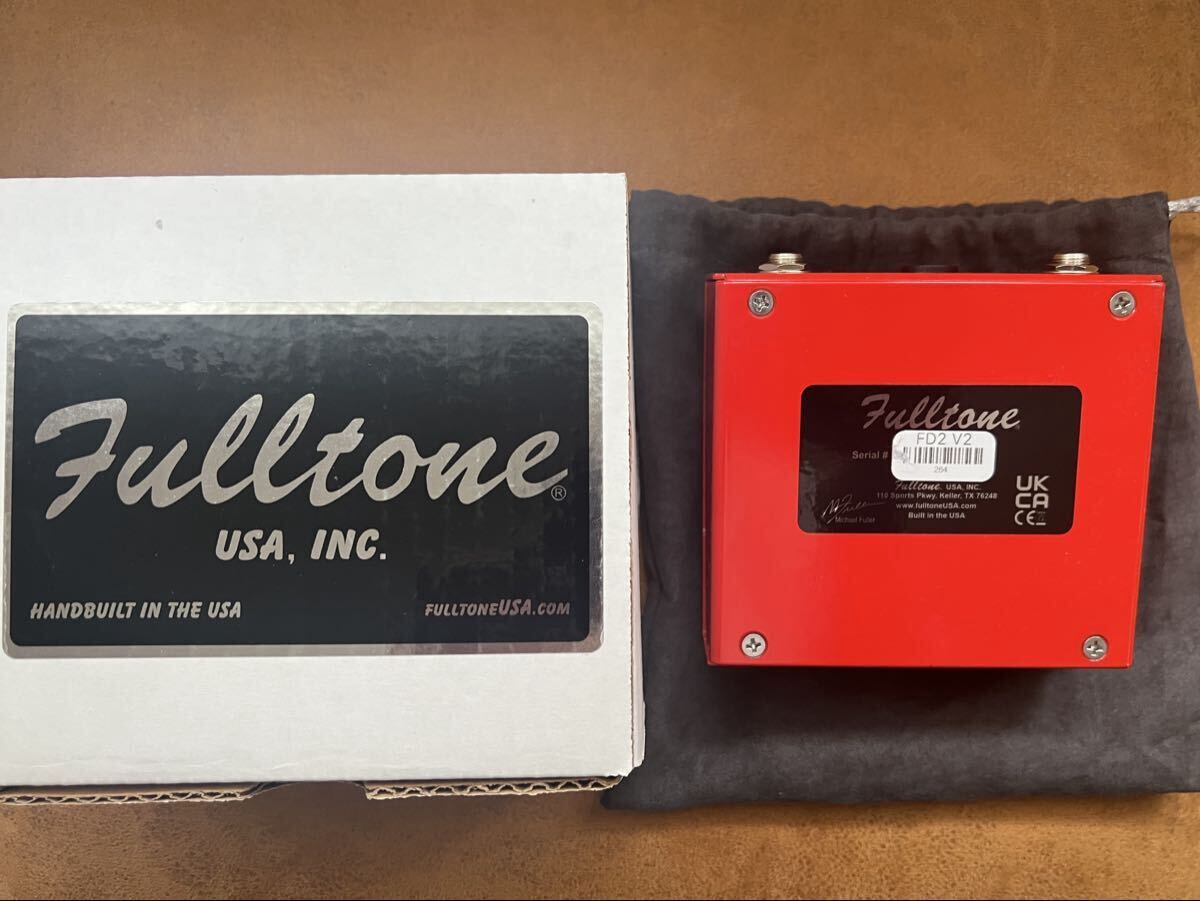 Fulltone®
USA, INC.
HANDBUILT IN THE USA
FULLTONEUSA.COM
Fulltone
FD2 V2
Serial #
264
Fulltone USA, INC.
110 Sports Pkwy. Keller, TX 76248
www.fulltoneUSA.com
Built in the USA
Michael Fuller
UK
CA
CE